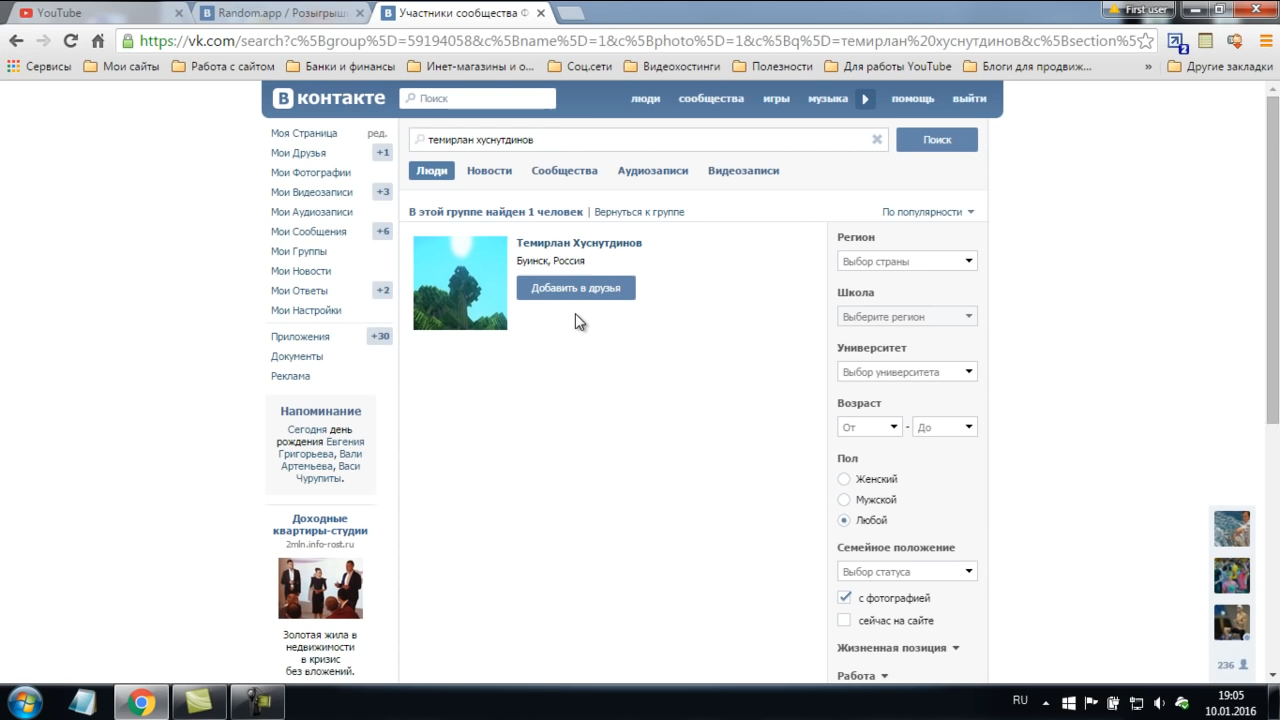 YouTube
Random.app / Розыгрыш
Участники сообщества Ф
First user
https://vk.com/search?c%5Bgroup%5D=59194058&c%5Bname%5D=1&c%5Bphoto%5D=1&c%5Bq%5D=темирлан%20хуснутдинов&c%5Bsection%5
2
Сервисы
Мои сайты
Работа с сайтом
Банки и финансы
Инет-магазины и о...
Соц.сети
Видеохостинги
Полезности
Для работы YouTube
Блоги для продвиж...
»
Другие закладки
В контакте
Поиск
люди
сообщества
игры
музыка
помощь
выйти
Моя Страница
ред.
Мои Друзья
+1
Мои Фотографии
Мои Видеозаписи
+3
Мои Аудиозаписи
Мои Сообщения
+6
Мои Группы
Мои Новости
Мои Ответы
+2
Мои Настройки
Приложения
+30
Документы
Реклама
Напоминание
Сегодня день
рождения Евгения
Григорьева, Вали
Артемьева, Васи
Чурупиты.
Доходные
квартиры-студии
2mln.info-rost.ru
Золотая жила в
недвижимости
в кризис
без вложений.
темирлан хуснутдинов
Поиск
Люди
Новости
Сообщества
Аудиозаписи
Видеозаписи
В этой группе найден 1 человек | Вернуться к группе
По популярности
Темирлан Хуснутдинов
Буинск, Россия
Добавить в друзья
Регион
Выбор страны
Школа
Выберите регион
Университет
Выбор университета
Возраст
От
-
До
Пол
Женский
Мужской
Любой
Семейное положение
Выбор статуса
с фотографией
сейчас на сайте
Жизненная позиция
Работа
236
RU
19:05
10.01.2016